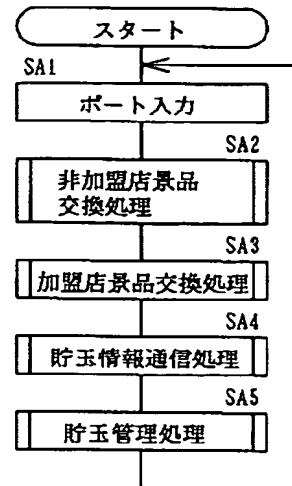 スタート
SA1
ポート入力
SA2
非加盟店景品
交換処理
SA3
加盟店景品交換処理
SA4
貯玉情報通信処理
SA5
貯玉管理処理